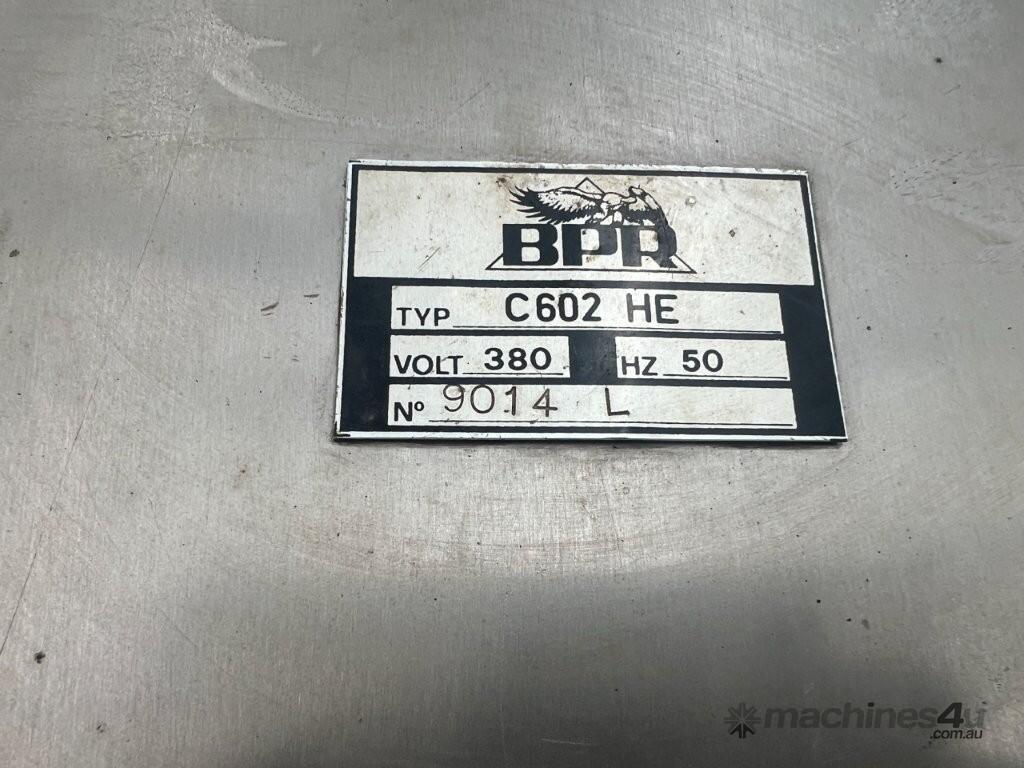 BPR
TYP C602 HE
VOLT 380 HZ 50
Nº 9014 L
machines4u
.com.au